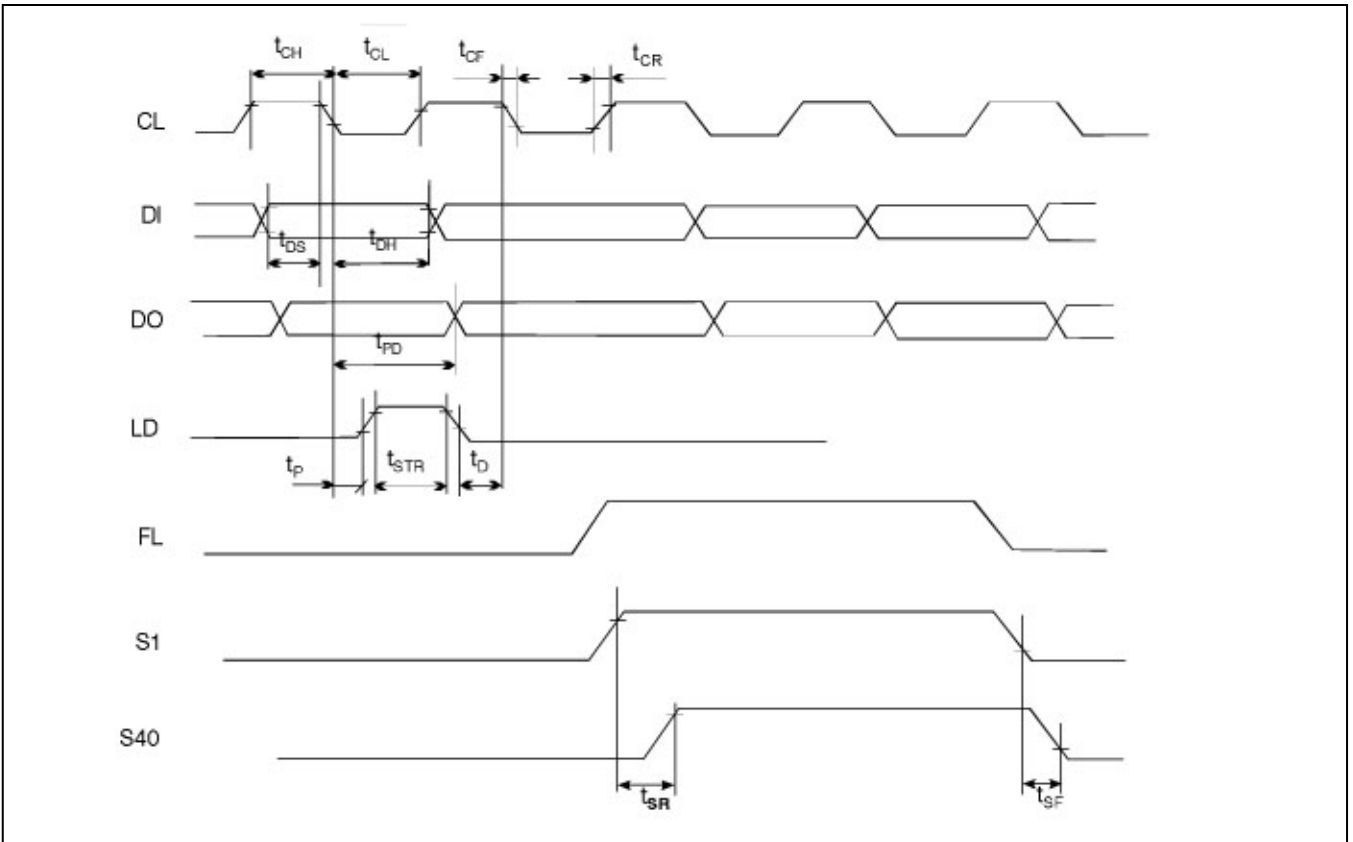 tCH tCL tCF tCR
CL
DI
tDS tDH
DO
tPD
LD
tP tSTR tD
FL
S1
S40
tSR tSF